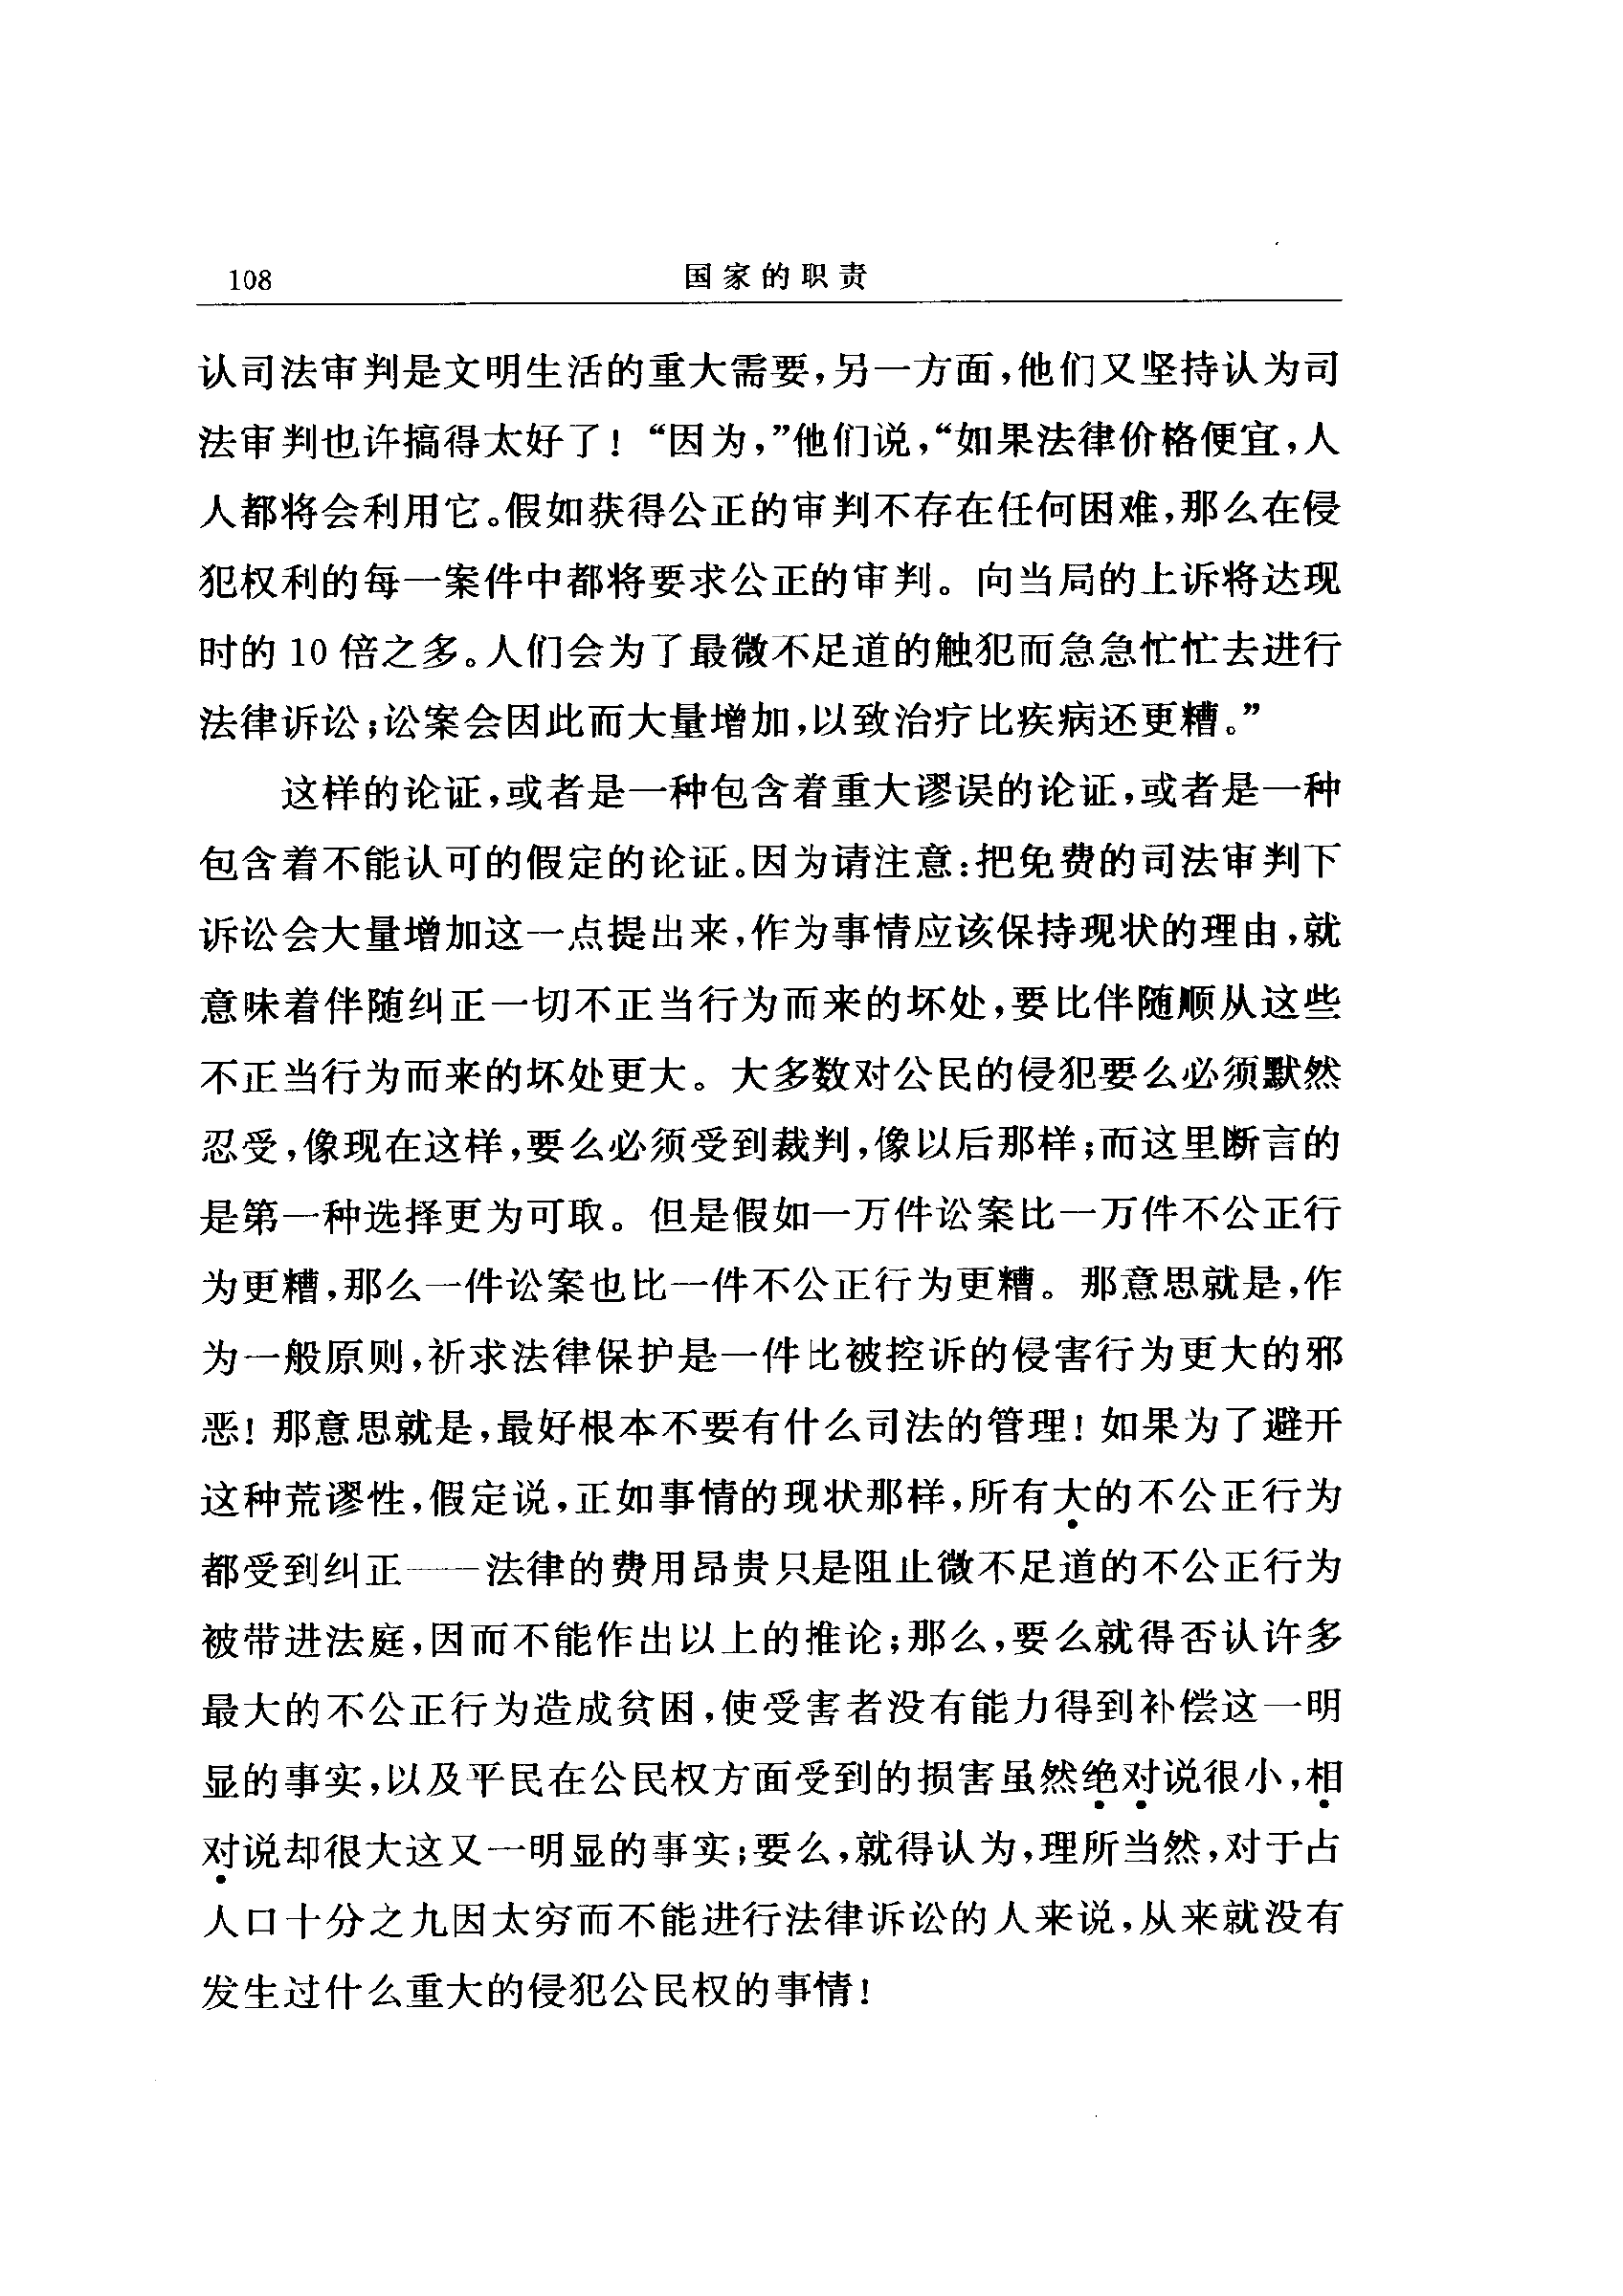 108 国家的职责
认司法审判是文明生活的重大需要,另一方面,他们又坚持认为司
法审判也许搞得太好了! “因为,”他们说,“如果法律价格便宜,人
人都将会利用它。假如获得公正的审判不存在任何困难,那么在侵
犯权利的每一案件中都将要求公正的审判。向当局的上诉将达现
时的 10 倍之多。人们会为了最微不足道的触犯而急急忙忙去进行
法律诉讼;讼案会因此而大量增加,以致治疗比疾病还更糟。”
这样的论证,或者是一种包含着重大谬误的论证,或者是一种
包含着不能认可的假定的论证。因为请注意:把免费的司法审判下
诉讼会大量增加这一点提出来,作为事情应该保持现状的理由,就
意味着伴随纠正一切不正当行为而来的坏处,要比伴随顺从这些
不正当行为而来的坏处更大。大多数对公民的侵犯要么必须默然
忍受,像现在这样,要么必须受到裁判,像以后那样;而这里断言的
是第一种选择更为可取。但是假如一万件讼案比一万件不公正行
为更糟,那么一件讼案也比一件不公正行为更糟。那意思就是,作
为一般原则,祈求法律保护是一件比被控诉的侵害行为更大的邪
恶! 那意思就是,最好根本不要有什么司法的管理! 如果为了避开
这种荒谬性,假定说,正如事情的现状那样,所有大的不公正行为
都受到纠正——法律的费用昂贵只是阻止微不足道的不公正行为
被带进法庭,因而不能作出以上的推论;那么,要么就得否认许多
最大的不公正行为造成贫困,使受害者没有能力得到补偿这一明
显的事实,以及平民在公民权方面受到的损害虽然绝对说很小,相
对说却很大这又一明显的事实;要么,就得认为,理所当然,对于占
人口十分之九因太穷而不能进行法律诉讼的人来说,从来就没有
发生过什么重大的侵犯公民权的事情!